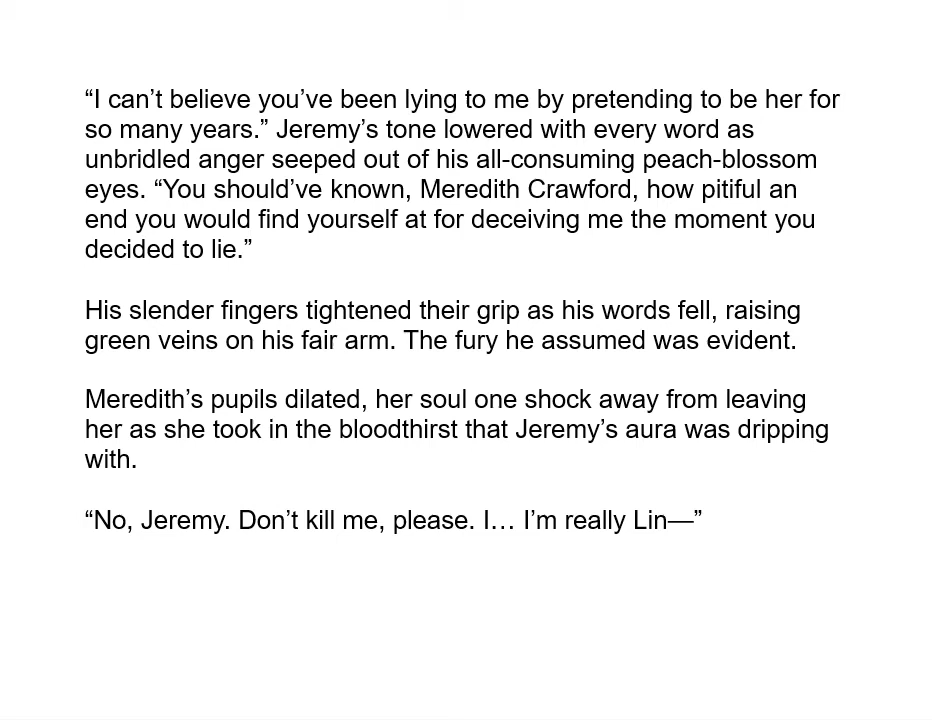 “I can’t believe you’ve been lying to me by pretending to be her for
so many years.” Jeremy’s tone lowered with every word as
unbridled anger seeped out of his all-consuming peach-blossom
eyes. “You should’ve known, Meredith Crawford, how pitiful an
end you would find yourself at for deceiving me the moment you
decided to lie.”
His slender fingers tightened their grip as his words fell, raising
green veins on his fair arm. The fury he assumed was evident.
Meredith’s pupils dilated, her soul one shock away from leaving
her as she took in the bloodthirst that Jeremy’s aura was dripping
with.
“No, Jeremy. Don’t kill me, please. I… I’m really Lin—”